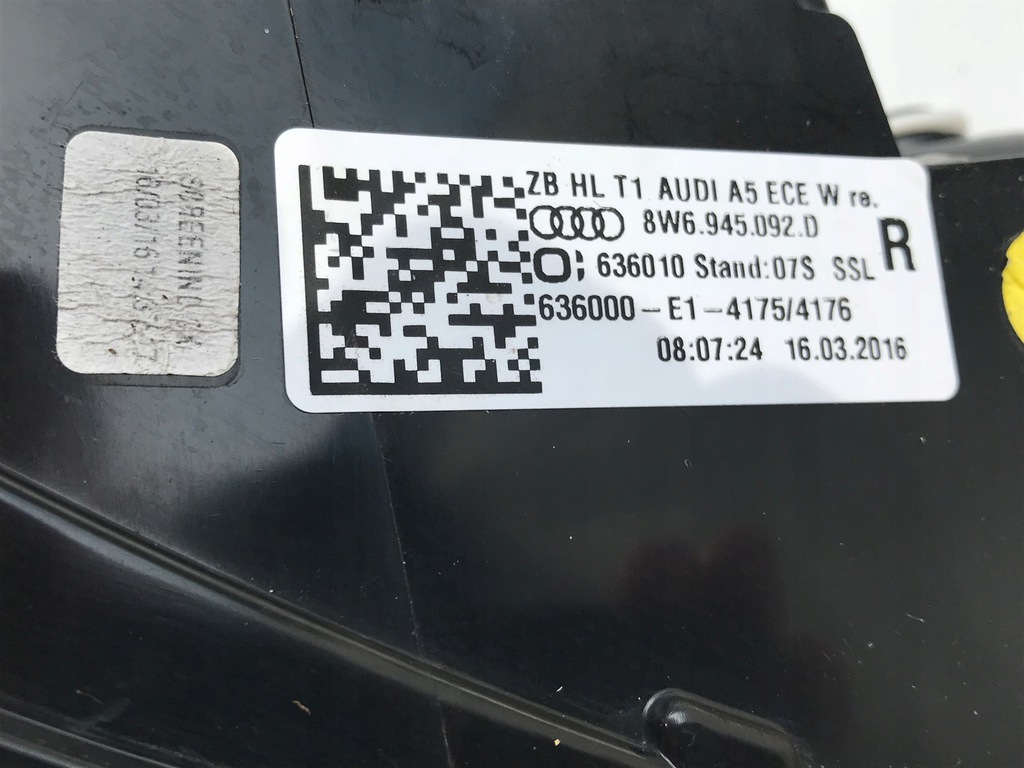 ZB HL T1 AUDI A5 ECE W re.
8W6.945.092.D
R
636010 Stand:07S SSL
636000-E1-4175/4176
08:07:24 16.03.2016